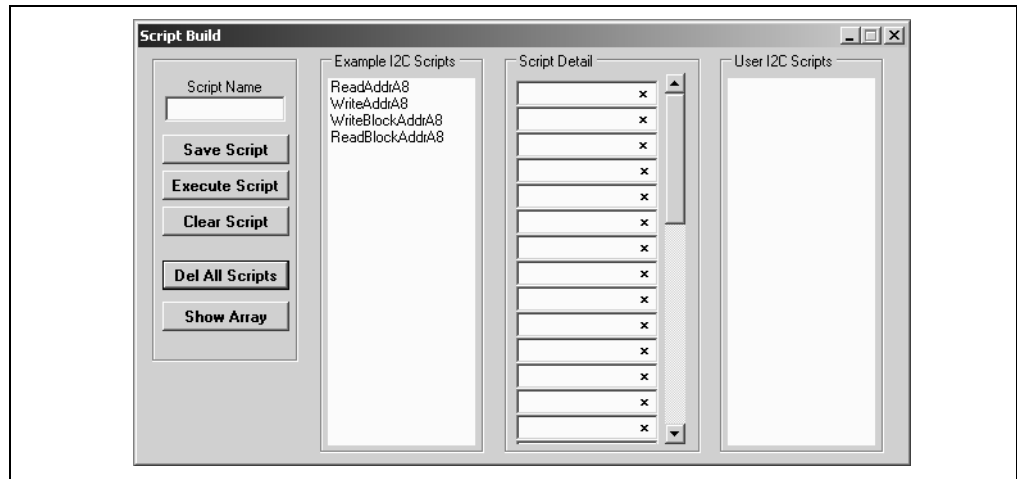 Script Build
Script Name
Save Script
Execute Script
Clear Script
Del All Scripts
Show Array
Example I2C Scripts
ReadAddrA8
WriteAddrA8
WriteBlockAddrA8
ReadBlockAddrA8
Script Detail
User I2C Scripts